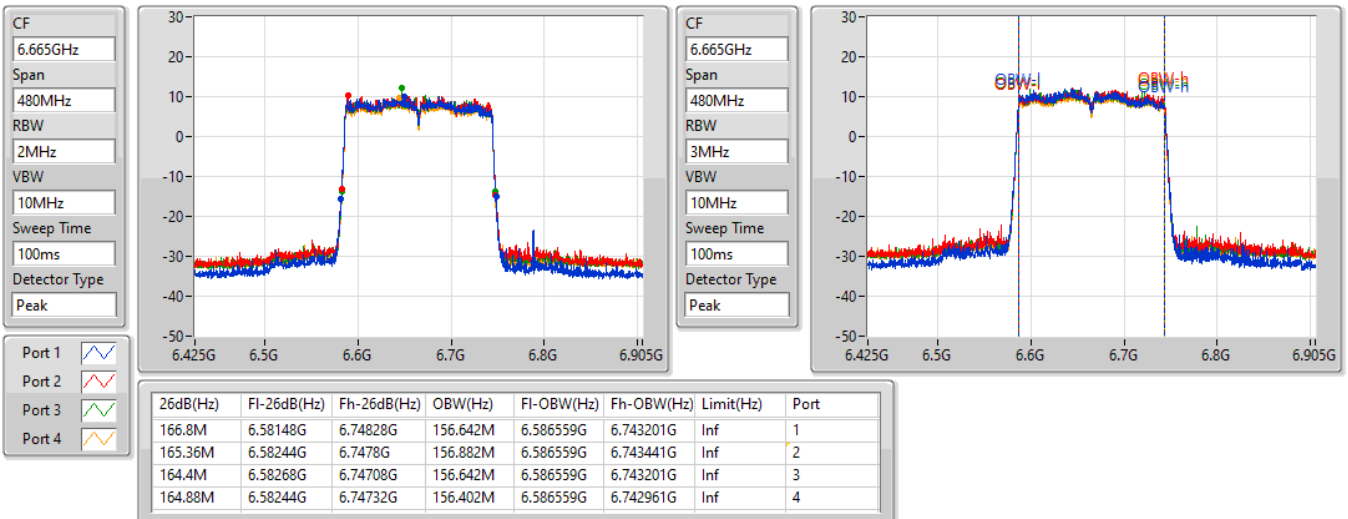 CF
6.665GHz
Span
480MHz
RBW
2MHz
VBW
10MHz
Sweep Time
100ms
Detector Type
Peak
30
20
10
0
-10
-20
-30
-40
-50
6.425G 6.5G 6.6G 6.7G 6.8G 6.905G
CF
6.665GHz
Span
480MHz
RBW
3MHz
VBW
10MHz
Sweep Time
100ms
Detector Type
Peak
30
20
10
0
-10
-20
-30
-40
-50
OBW-l OBW-h
6.425G 6.5G 6.6G 6.7G 6.8G 6.905G
Port 1
Port 2
Port 3
Port 4
26dB(Hz) Fl-26dB(Hz) Fh-26dB(Hz) OBW(Hz) Fl-OBW(Hz) Fh-OBW(Hz) Limit(Hz) Port
166.8M 6.58148G 6.74828G 156.642M 6.586559G 6.743201G Inf 1
165.36M 6.58244G 6.7478G 156.882M 6.586559G 6.743441G Inf 2
164.4M 6.58268G 6.74708G 156.642M 6.586559G 6.743201G Inf 3
164.88M 6.58244G 6.74732G 156.402M 6.586559G 6.742961G Inf 4